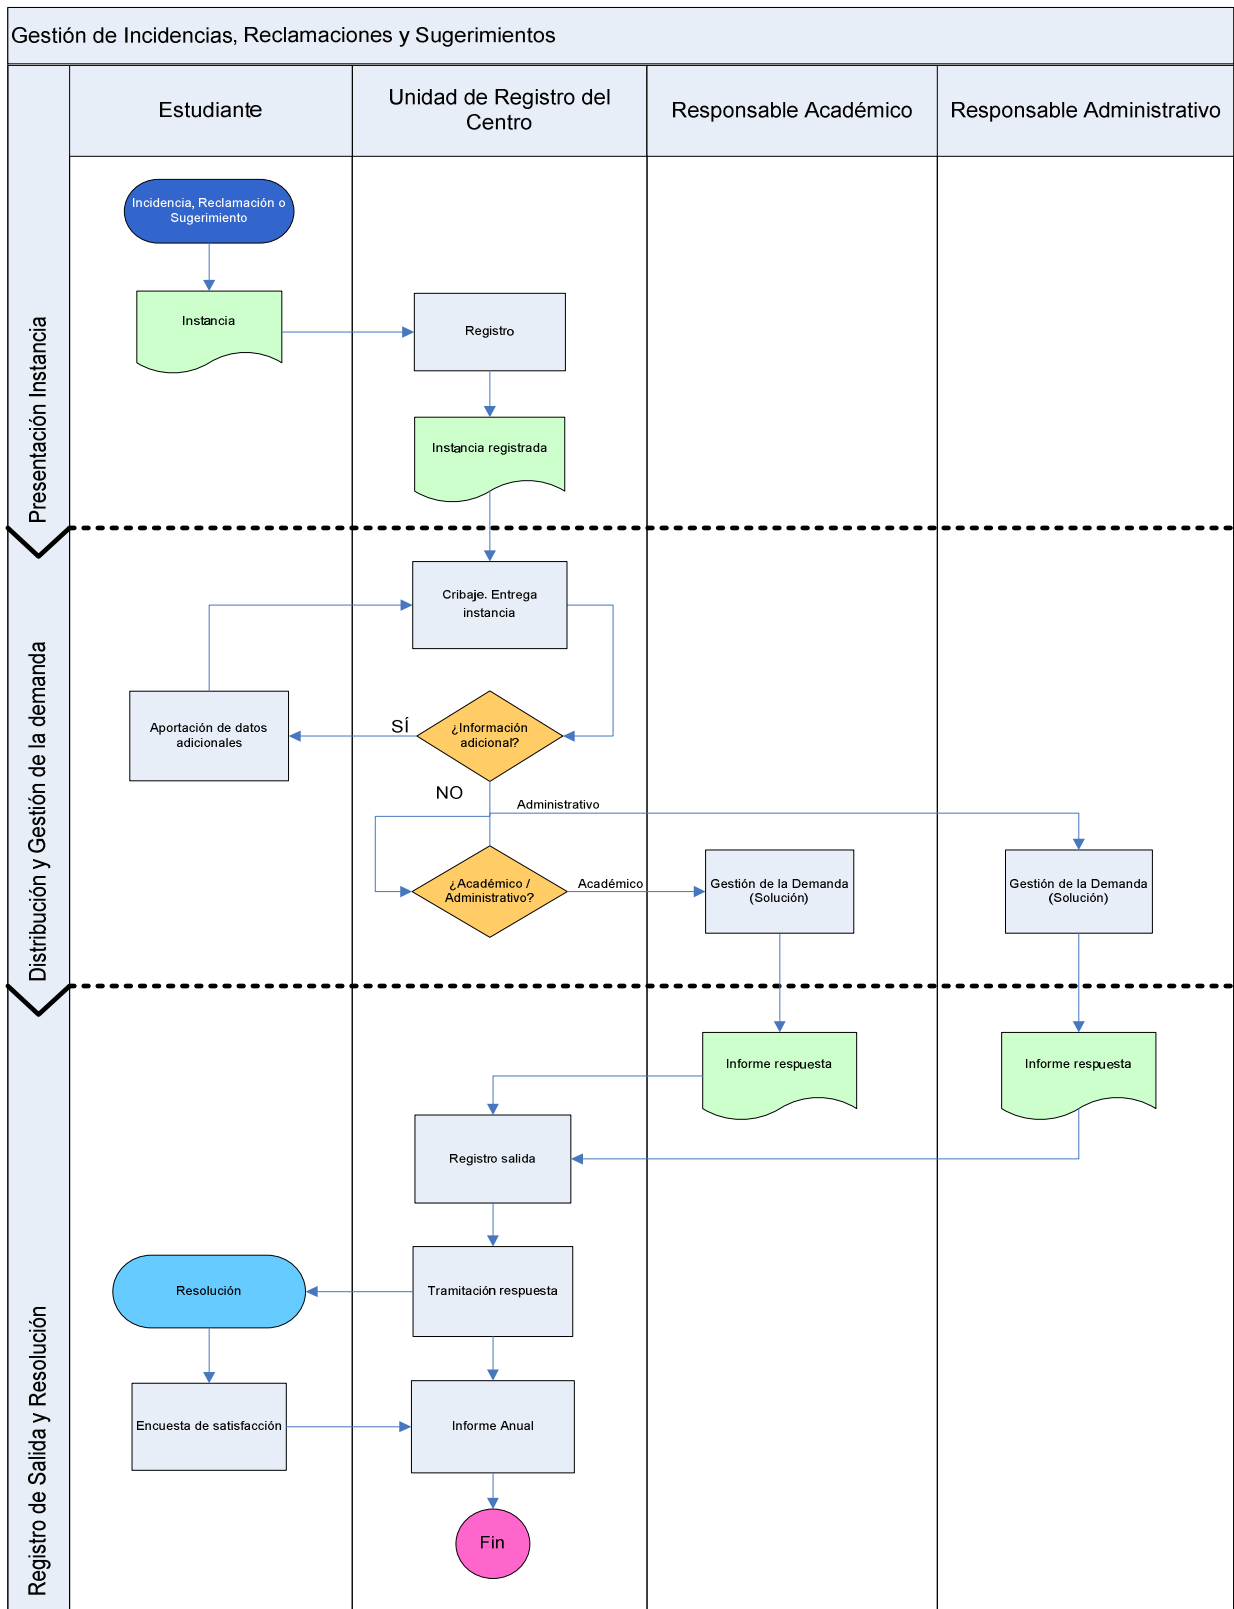 Gestión de Incidencias, Reclamaciones y Sugerimientos
Estudiante
Unidad de Registro del
Centro
Responsable Académico
Responsable Administrativo
Presentación Instancia
Incidencia, Reclamación o
Sugerimiento
Instancia
Registro
Instancia registrada
Distribución y Gestión de la demanda
Cribaje. Entrega
instancia
Aportación de datos
adicionales
SÍ
¿Información
adicional?
NO
Administrativo
¿Académico /
Administrativo?
Académico
Gestión de la Demanda
(Solución)
Gestión de la Demanda
(Solución)
Registro de Salida y Resolución
Informe respuesta
Informe respuesta
Registro salida
Resolución
Tramitación respuesta
Encuesta de satisfacción
Informe Anual
Fin